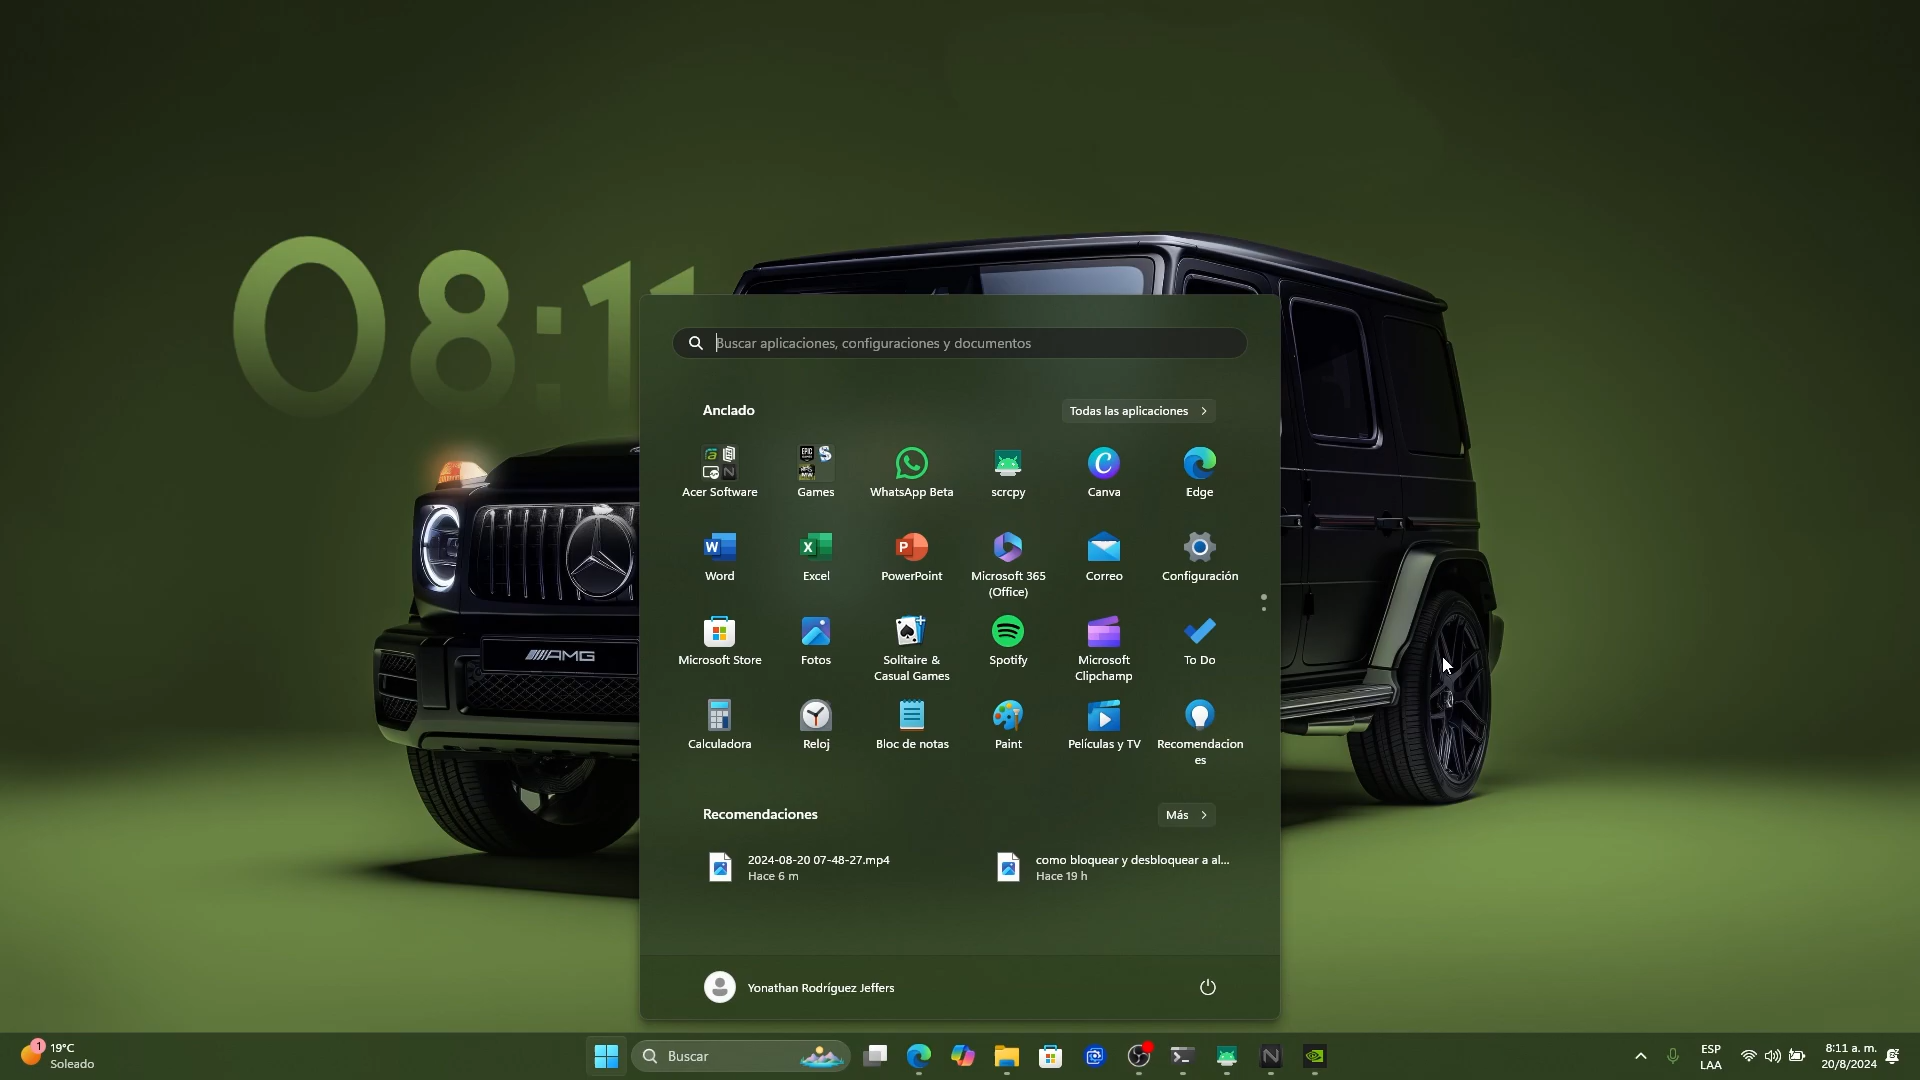 08:11
Buscar aplicaciones, configuraciones y documentos
Anclado
Todas las aplicaciones
Acer Software
Games
WhatsApp Beta
scrcpy
Canva
Edge
Word
Excel
PowerPoint
Microsoft 365
(Office)
Correo
Configuración
Microsoft Store
Fotos
Solitaire &
Casual Games
Spotify
Microsoft
Clipchamp
To Do
Calculadora
Reloj
Bloc de notas
Paint
Películas y TV
Recomendacion
es
AMG
Recomendaciones
Más
2024-08-20 07-48-27.mp4
Hace 6 m
como bloquear y desbloquear a al...
Hace 19 h
Yonathan Rodríguez Jeffers
1
19°C
Soleado
Buscar
ESP
LAA
8:11 a. m.
20/8/2024